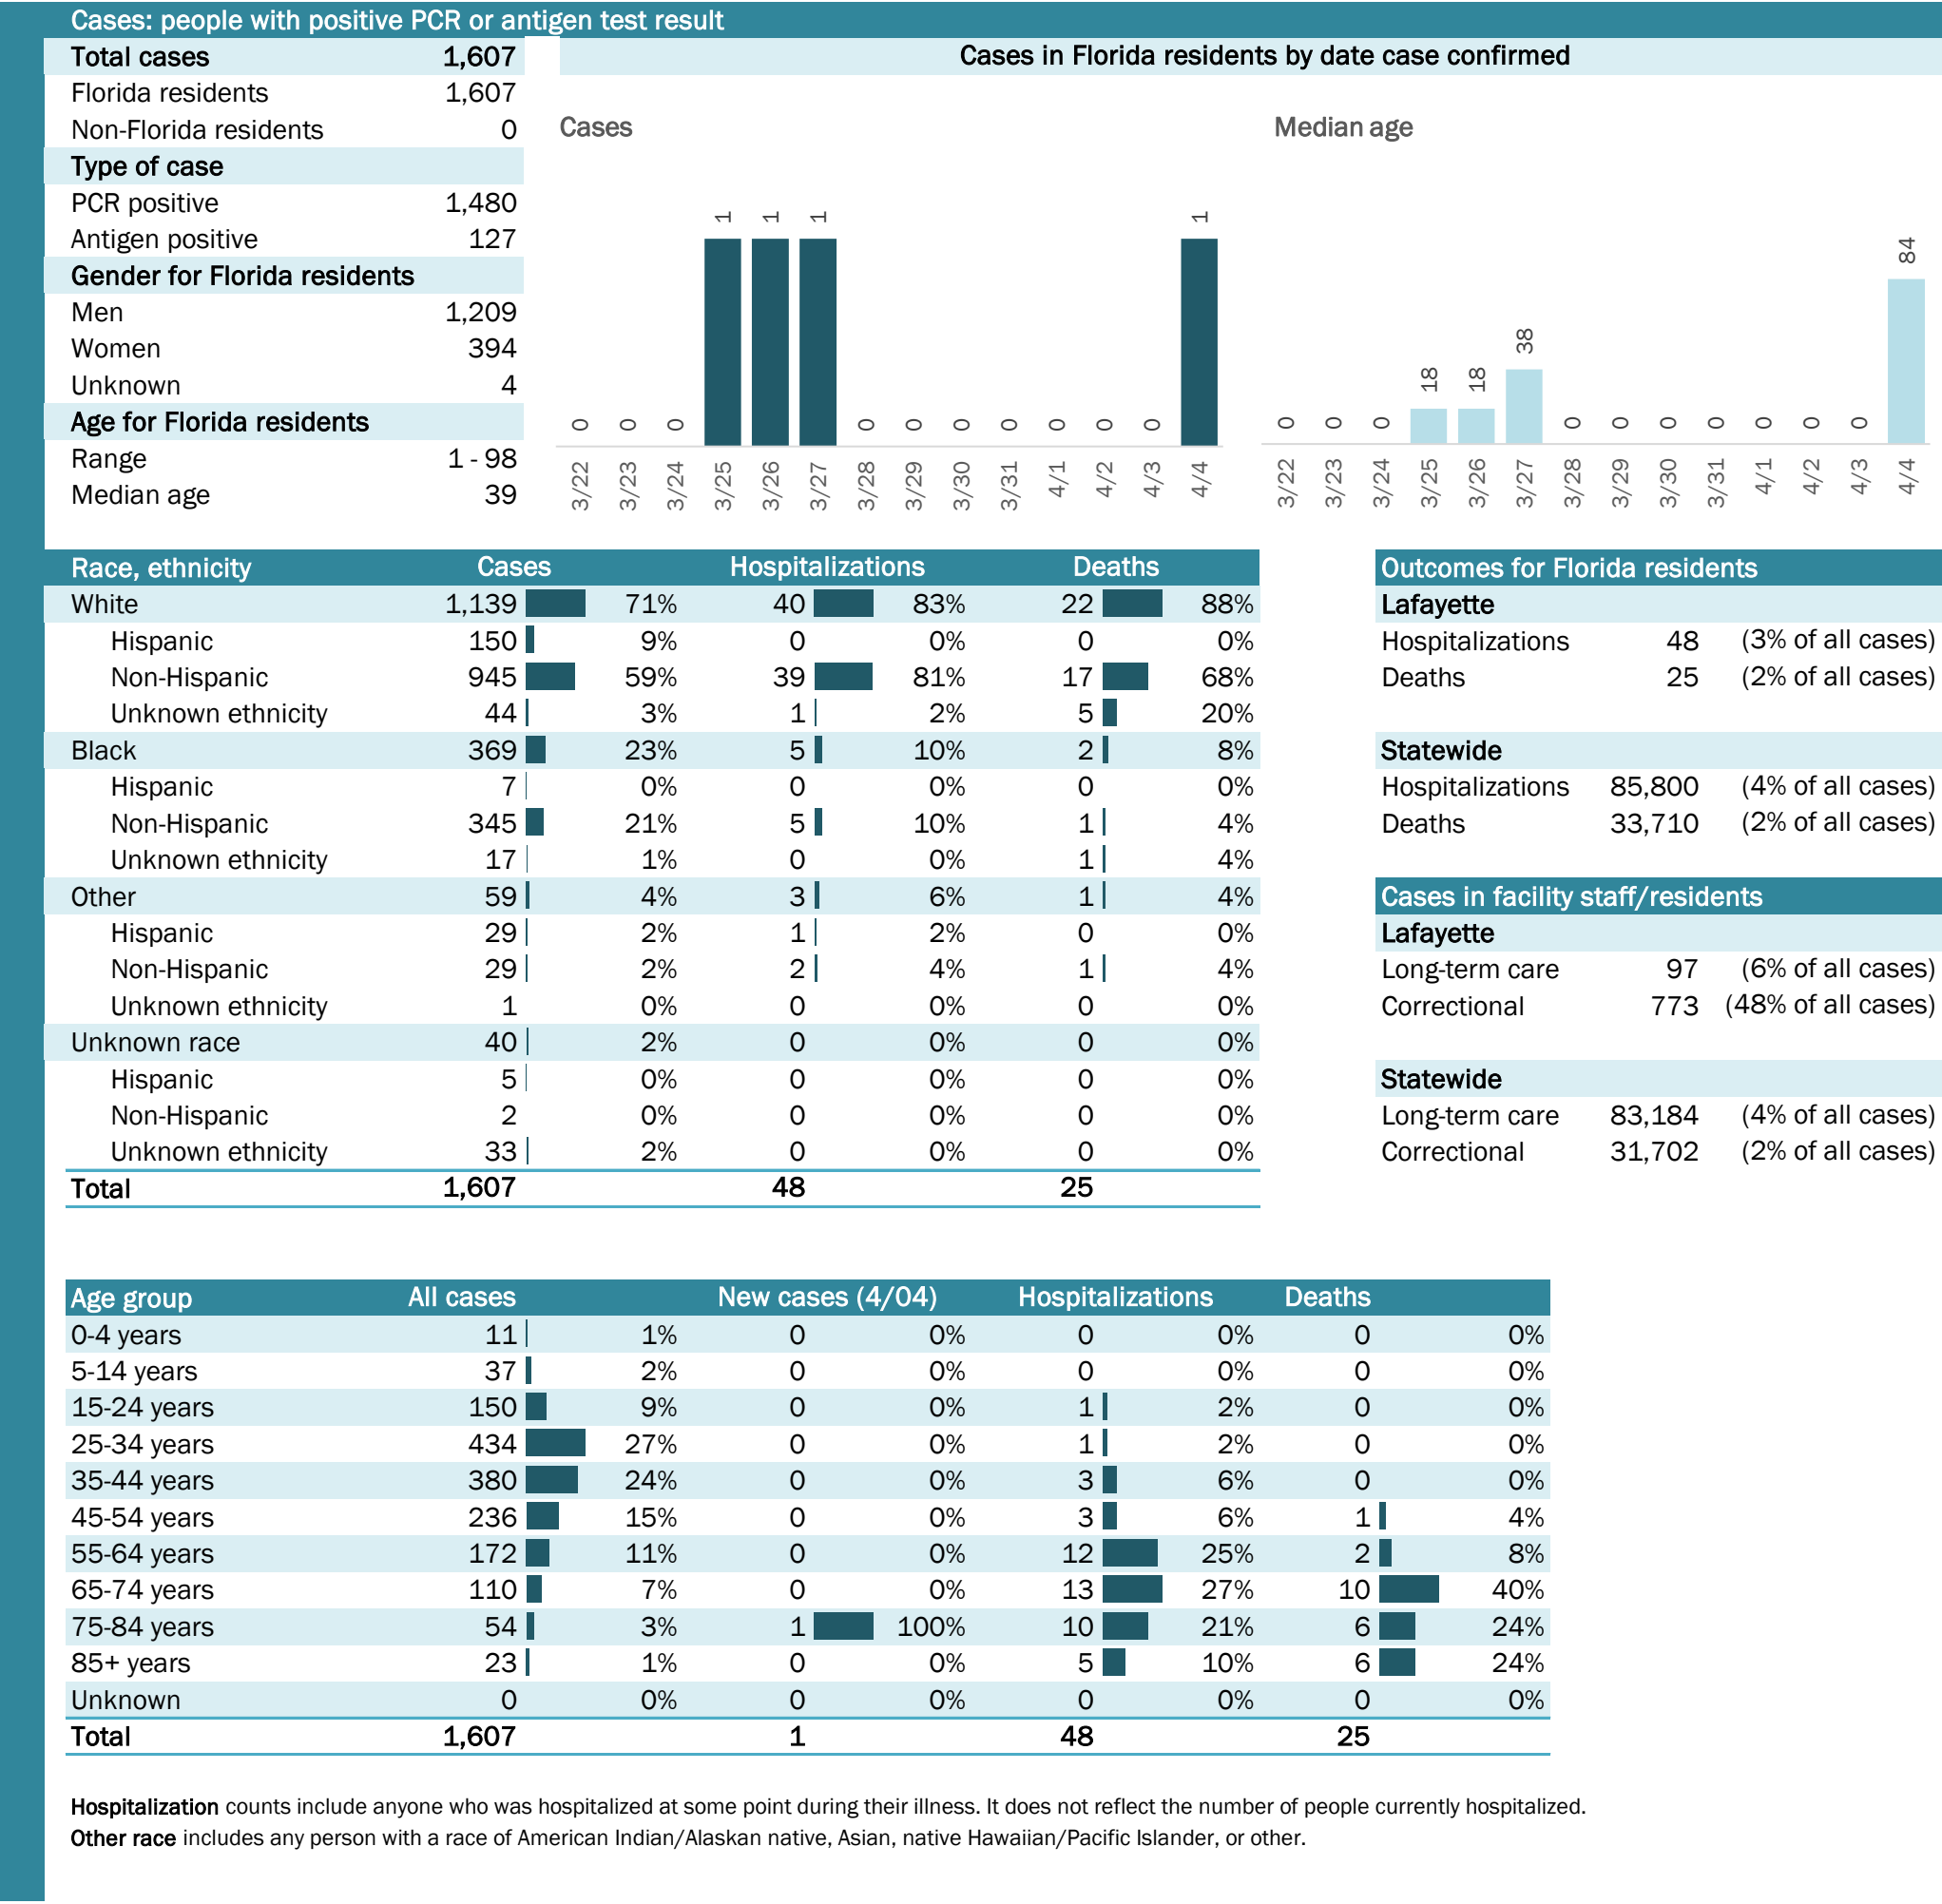 Cases: people with positive PCR or antigen test result
Total cases 1,607
Florida residents 1,607
Non-Florida residents 0
Type of case
PCR positive 1,480
Antigen positive 127
Gender for Florida residents
Men 1,209
Women 394
Unknown 4
Age for Florida residents
Range 1 - 98
Median age 39
Cases in Florida residents by date case confirmed
Cases
0 0 0 1 1 1 0 0 0 0 0 0 0 1
3/22 3/23 3/24 3/25 3/26 3/27 3/28 3/29 3/30 3/31 4/1 4/2 4/3 4/4
Median age
0 0 0 18 18 38 0 0 0 0 0 0 0 84
3/22 3/23 3/24 3/25 3/26 3/27 3/28 3/29 3/30 3/31 4/1 4/2 4/3 4/4
Race, ethnicity Cases Hospitalizations Deaths
White 1,139 71% 40 83% 22 88%
Hispanic 150 9% 0 0% 0 0%
Non-Hispanic 945 59% 39 81% 17 68%
Unknown ethnicity 44 3% 1 2% 5 20%
Black 369 23% 5 10% 2 8%
Hispanic 7 0% 0 0% 0 0%
Non-Hispanic 345 21% 5 10% 1 4%
Unknown ethnicity 17 1% 0 0% 1 4%
Other 59 4% 3 6% 1 4%
Hispanic 29 2% 1 2% 0 0%
Non-Hispanic 29 2% 2 4% 1 4%
Unknown ethnicity 1 0% 0 0% 0 0%
Unknown race 40 2% 0 0% 0 0%
Hispanic 5 0% 0 0% 0 0%
Non-Hispanic 2 0% 0 0% 0 0%
Unknown ethnicity 33 2% 0 0% 0 0%
Total 1,607 48 25
Outcomes for Florida residents
Lafayette
Hospitalizations 48 (3% of all cases)
Deaths 25 (2% of all cases)
Statewide
Hospitalizations 85,800 (4% of all cases)
Deaths 33,710 (2% of all cases)
Cases in facility staff/residents
Lafayette
Long-term care 97 (6% of all cases)
Correctional 773 (48% of all cases)
Statewide
Long-term care 83,184 (4% of all cases)
Correctional 31,702 (2% of all cases)
Age group All cases New cases (4/04) Hospitalizations Deaths
0-4 years 11 1% 0 0% 0 0% 0 0%
5-14 years 37 2% 0 0% 0 0% 0 0%
15-24 years 150 9% 0 0% 1 2% 0 0%
25-34 years 434 27% 0 0% 1 2% 0 0%
35-44 years 380 24% 0 0% 3 6% 0 0%
45-54 years 236 15% 0 0% 3 6% 1 4%
55-64 years 172 11% 0 0% 12 25% 2 8%
65-74 years 110 7% 0 0% 13 27% 10 40%
75-84 years 54 3% 1 100% 10 21% 6 24%
85+ years 23 1% 0 0% 5 10% 6 24%
Unknown 0 0% 0 0% 0 0% 0 0%
Total 1,607 1 48 25
Hospitalization counts include anyone who was hospitalized at some point during their illness. It does not reflect the number of people currently hospitalized.
Other race includes any person with a race of American Indian/Alaskan native, Asian, native Hawaiian/Pacific Islander, or other.